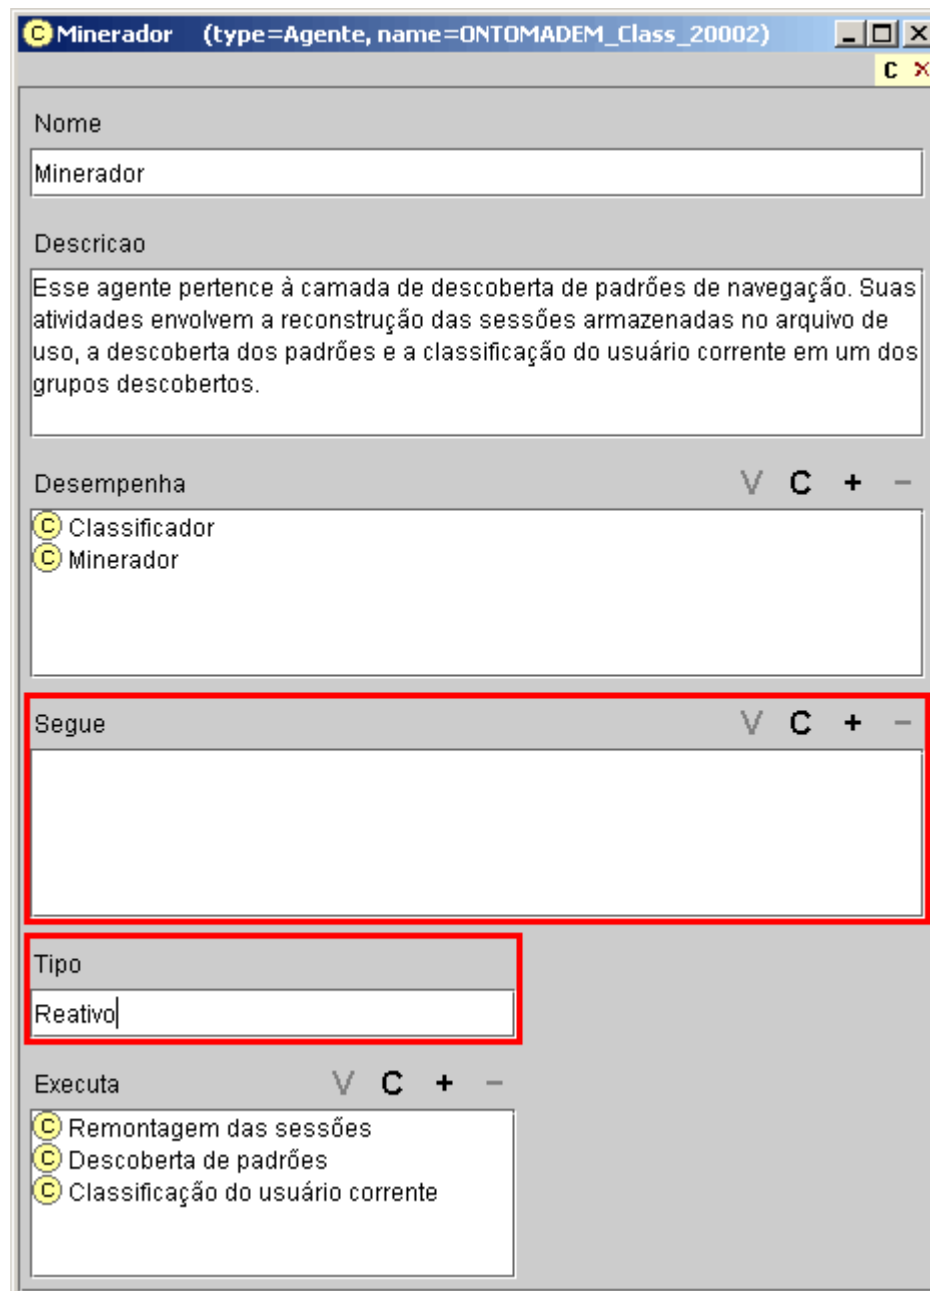 C Minerador (type=Agente, name=ONTOMADEM_Class_20002)
C ×
Nome
Minerador
Descricao
Esse agente pertence à camada de descoberta de padrões de navegação. Suas
atividades envolvem a reconstrução das sessões armazenadas no arquivo de
uso, a descoberta dos padrões e a classificação do usuário corrente em um dos
grupos descobertos.
Desempenha V C + −
C Classificador
C Minerador
Segue V C + −
Tipo
Reativo
Executa V C + −
C Remontagem das sessões
C Descoberta de padrões
C Classificação do usuário corrente